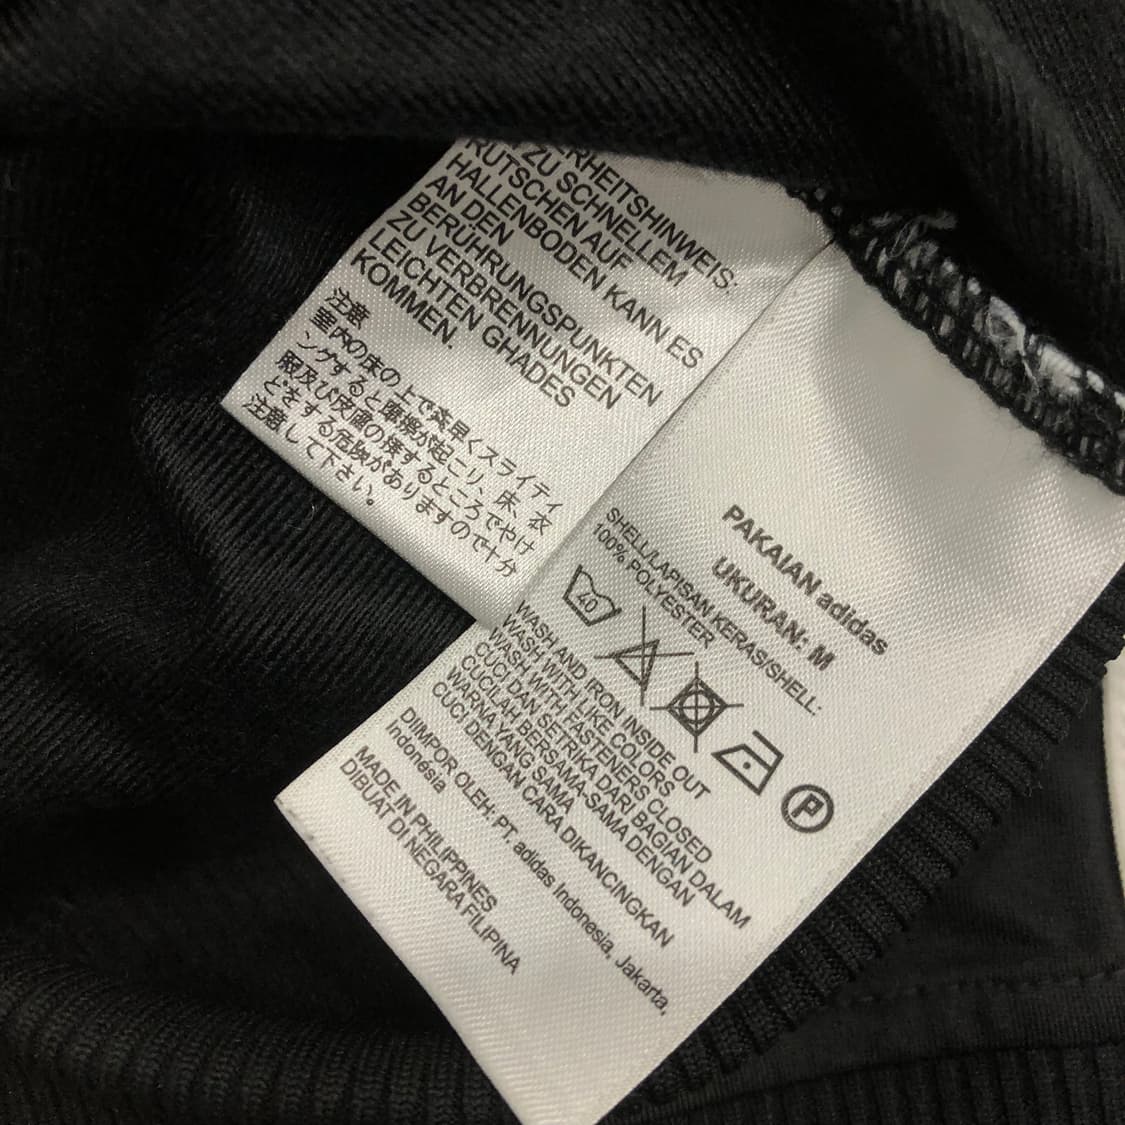 RHEITSHINWEIS:
ZU SCHNELLEM
RUTSCHEN AUF
HALLENBODEN KANN ES
AN DEN
BERÜHRUNGSPUNKTEN
ZU VERBRENNUNGEN
LEICHTEN GHADES
KOMMEN.
注意
室内の床の上で素早くスライディ
ングすると摩擦が起こり、床、衣
服及び皮膚の接するところでやけ
どをする危険がありますので十分
注意して下さい。
PAKAIAN adidas
UKURAN: M
SHELL/LAPISAN KERAS/SHELL:
100% POLYESTER
40
P
WASH AND IRON INSIDE OUT
WASH WITH LIKE COLORS
WASH WITH FASTENERS CLOSED
CUCI DAN SETRIKA DARI BAGIAN DALAM
CUCILAH BERSAMA-SAMA DENGAN
WARNA YANG SAMA
CUCI DENGAN CARA DIKANCINGKAN
DIIMPOR OLEH: PT. adidas Indonesia, Jakarta,
Indonesia
MADE IN PHILIPPINES
DIBUAT DI NEGARA FILIPINA